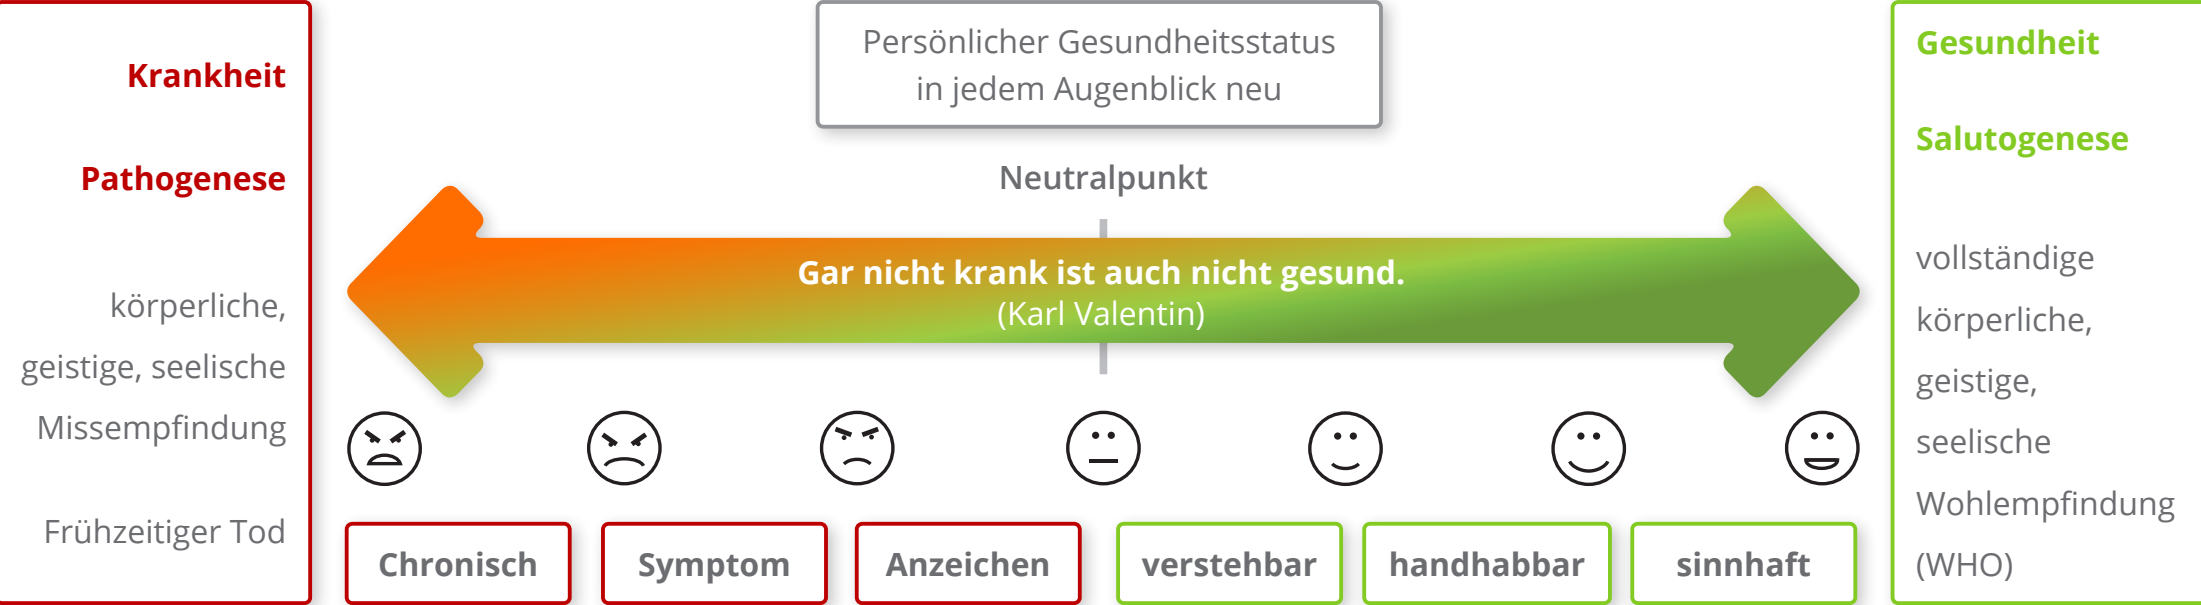 Krankheit
Pathogenese
körperliche,
geistige, seelische
Missempfindung
Frühzeitiger Tod
Persönlicher Gesundheitsstatus
in jedem Augenblick neu
Neutralpunkt
Gar nicht krank ist auch nicht gesund.
(Karl Valentin)
Chronisch
Symptom
Anzeichen
verstehbar
handhabbar
sinnhaft
Gesundheit
Salutogenese
vollständige
körperliche,
geistige,
seelische
Wohlempfindung
(WHO)